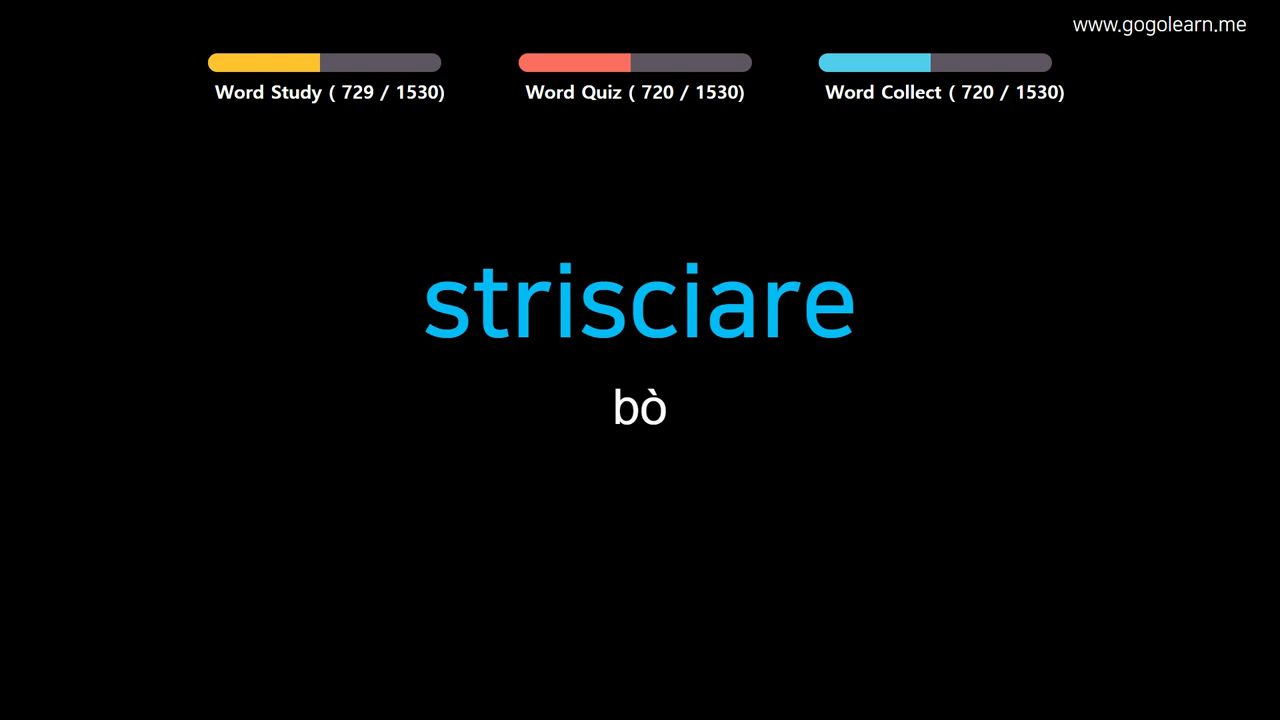 www.gogolearn.me
Word Study ( 729 / 1530)
Word Quiz ( 720 / 1530)
Word Collect ( 720 / 1530)
strisciare
bò